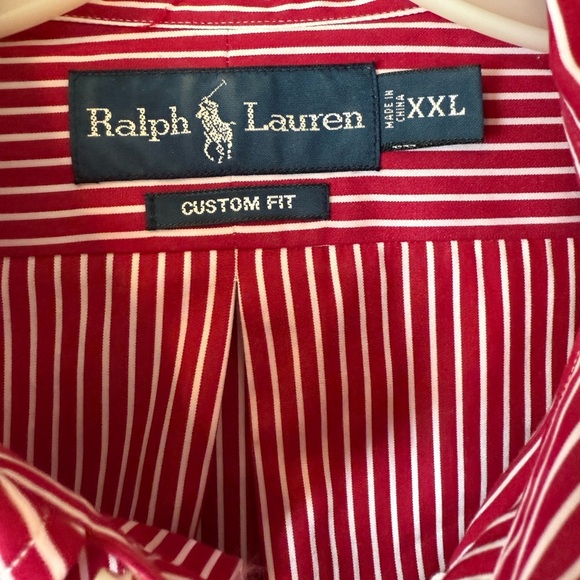 Ralph Lauren
MADE IN
CHINA
XXL
CUSTOM FIT